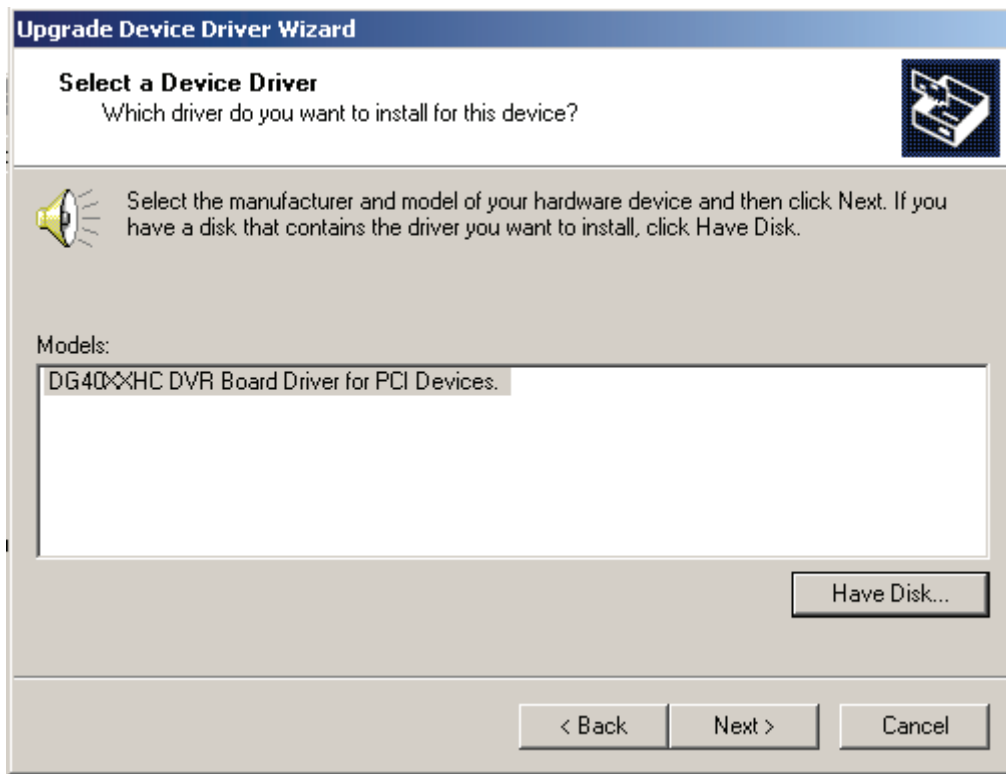 Upgrade Device Driver Wizard
Select a Device Driver
Which driver do you want to install for this device?
Select the manufacturer and model of your hardware device and then click Next. If you
have a disk that contains the driver you want to install, click Have Disk.
Models:
DG40XXHC DVR Board Driver for PCI Devices.
Have Disk...
< Back
Next >
Cancel